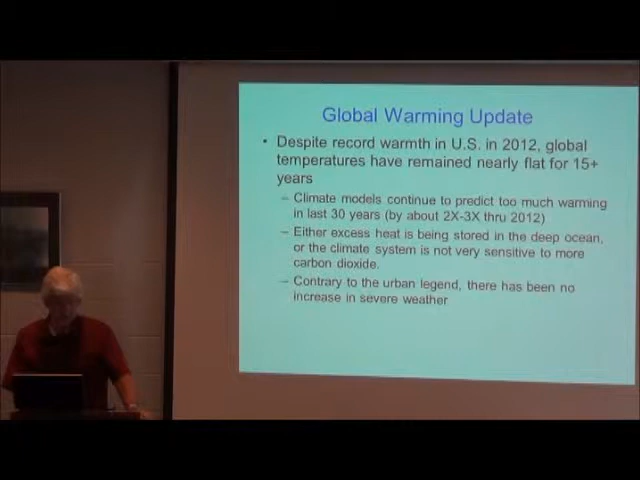 Global Warming Update
• Despite record warmth in U.S. in 2012, global
temperatures have remained nearly flat for 15+
years
– Climate models continue to predict too much warming
in last 30 years (by about 2X-3X thru 2012)
– Either excess heat is being stored in the deep ocean,
or the climate system is not very sensitive to more
carbon dioxide.
– Contrary to the urban legend, there has been no
increase in severe weather